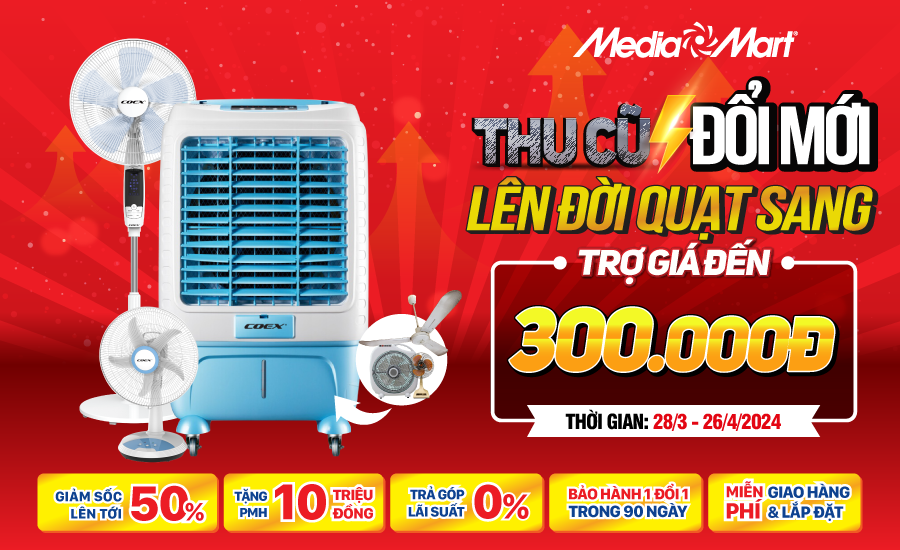 MediaMart
THU CŨ ĐỔI MỚI
LÊN ĐỜI QUẠT SANG
TRỢ GIÁ ĐẾN
300.000Đ
THỜI GIAN: 28/3 - 26/4/2024
COEX
COEX
COEX
GIẢM SỐC
LÊN TỚI 50%
TẶNG
PMH 10 TRIỆU
ĐỒNG
TRẢ GÓP
LÃI SUẤT 0%
BẢO HÀNH 1 ĐỔI 1
TRONG 90 NGÀY
MIỄN PHÍ GIAO HÀNG
& LẮP ĐẶT